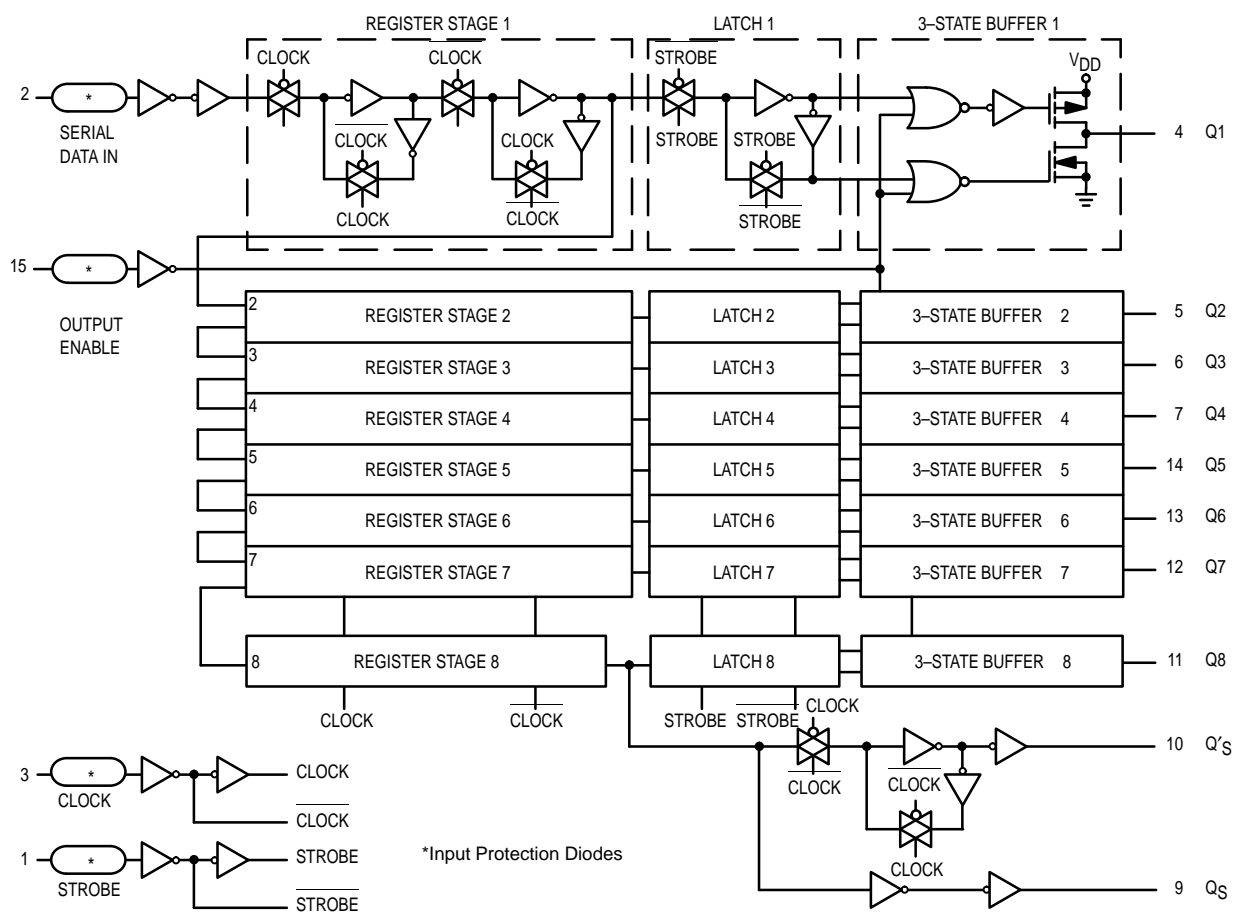 REGISTER STAGE 1
LATCH 1
3–STATE BUFFER 1
CLOCK
CLOCK
STROBE
VDD
2
*
SERIAL
DATA IN
CLOCK
CLOCK
STROBE
STROBE
4 Q1
CLOCK
CLOCK
STROBE
15
*
OUTPUT
ENABLE
2
REGISTER STAGE 2
LATCH 2
3–STATE BUFFER 2
5 Q2
3
REGISTER STAGE 3
LATCH 3
3–STATE BUFFER 3
6 Q3
4
REGISTER STAGE 4
LATCH 4
3–STATE BUFFER 4
7 Q4
5
REGISTER STAGE 5
LATCH 5
3–STATE BUFFER 5
14 Q5
6
REGISTER STAGE 6
LATCH 6
3–STATE BUFFER 6
13 Q6
7
REGISTER STAGE 7
LATCH 7
3–STATE BUFFER 7
12 Q7
8
REGISTER STAGE 8
LATCH 8
3–STATE BUFFER 8
11 Q8
CLOCK
CLOCK
STROBE
STROBE
CLOCK
10 Q′S
CLOCK
CLOCK
CLOCK
3
*
CLOCK
CLOCK
CLOCK
1
*
STROBE
STROBE
STROBE
*Input Protection Diodes
9 QS